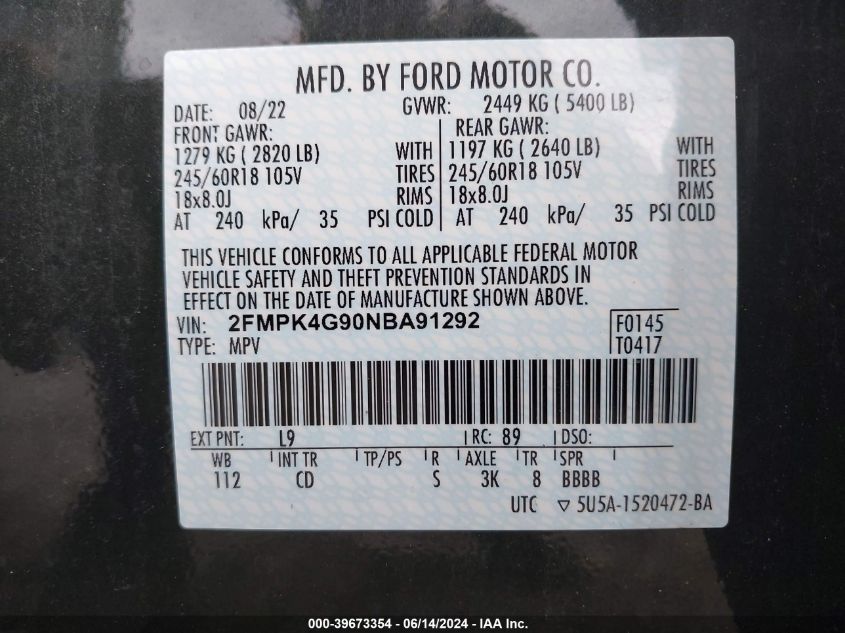 MFD. BY FORD MOTOR CO.
DATE: 08/22 GVWR: 2449 KG ( 5400 LB)
FRONT GAWR: REAR GAWR:
1279 KG ( 2820 LB) WITH 1197 KG ( 2640 LB) WITH
245/60R18 105V TIRES 245/60R18 105V TIRES
18x8.0J RIMS 18x8.0J RIMS
AT 240 kPa/ 35 PSI COLD AT 240 kPa/ 35 PSI COLD
THIS VEHICLE CONFORMS TO ALL APPLICABLE FEDERAL MOTOR
VEHICLE SAFETY AND THEFT PREVENTION STANDARDS IN
EFFECT ON THE DATE OF MANUFACTURE SHOWN ABOVE.
VIN: 2FMPK4G90NBA91292 F0145
TYPE: MPV T0417
EXT PNT: L9 RC: 89 DSO:
WB INT TR TP/PS R AXLE TR SPR
112 CD S 3K 8 BBBB
UTC ▽ 5U5A-1520472-BA
000-39673354 - 06/14/2024 - IAA Inc.